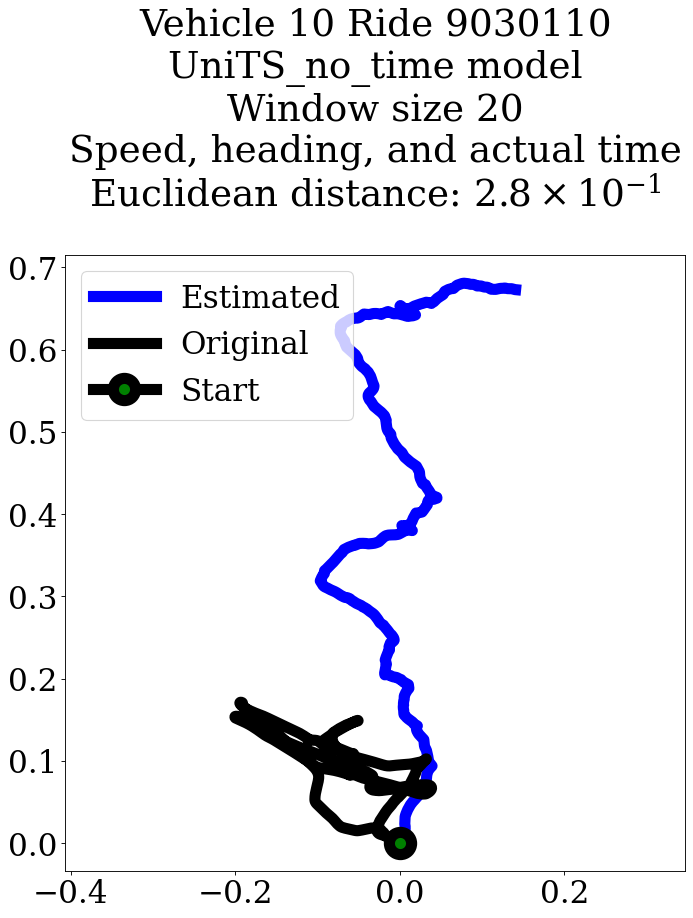 Vehicle 10 Ride 9030110
UniTS_no_time model
Window size 20
Speed, heading, and actual time
Euclidean distance: 2.8 × 10⁻¹
0.7
0.6
0.5
0.4
0.3
0.2
0.1
0.0
Estimated
Original
Start
−0.4
−0.2
0.0
0.2